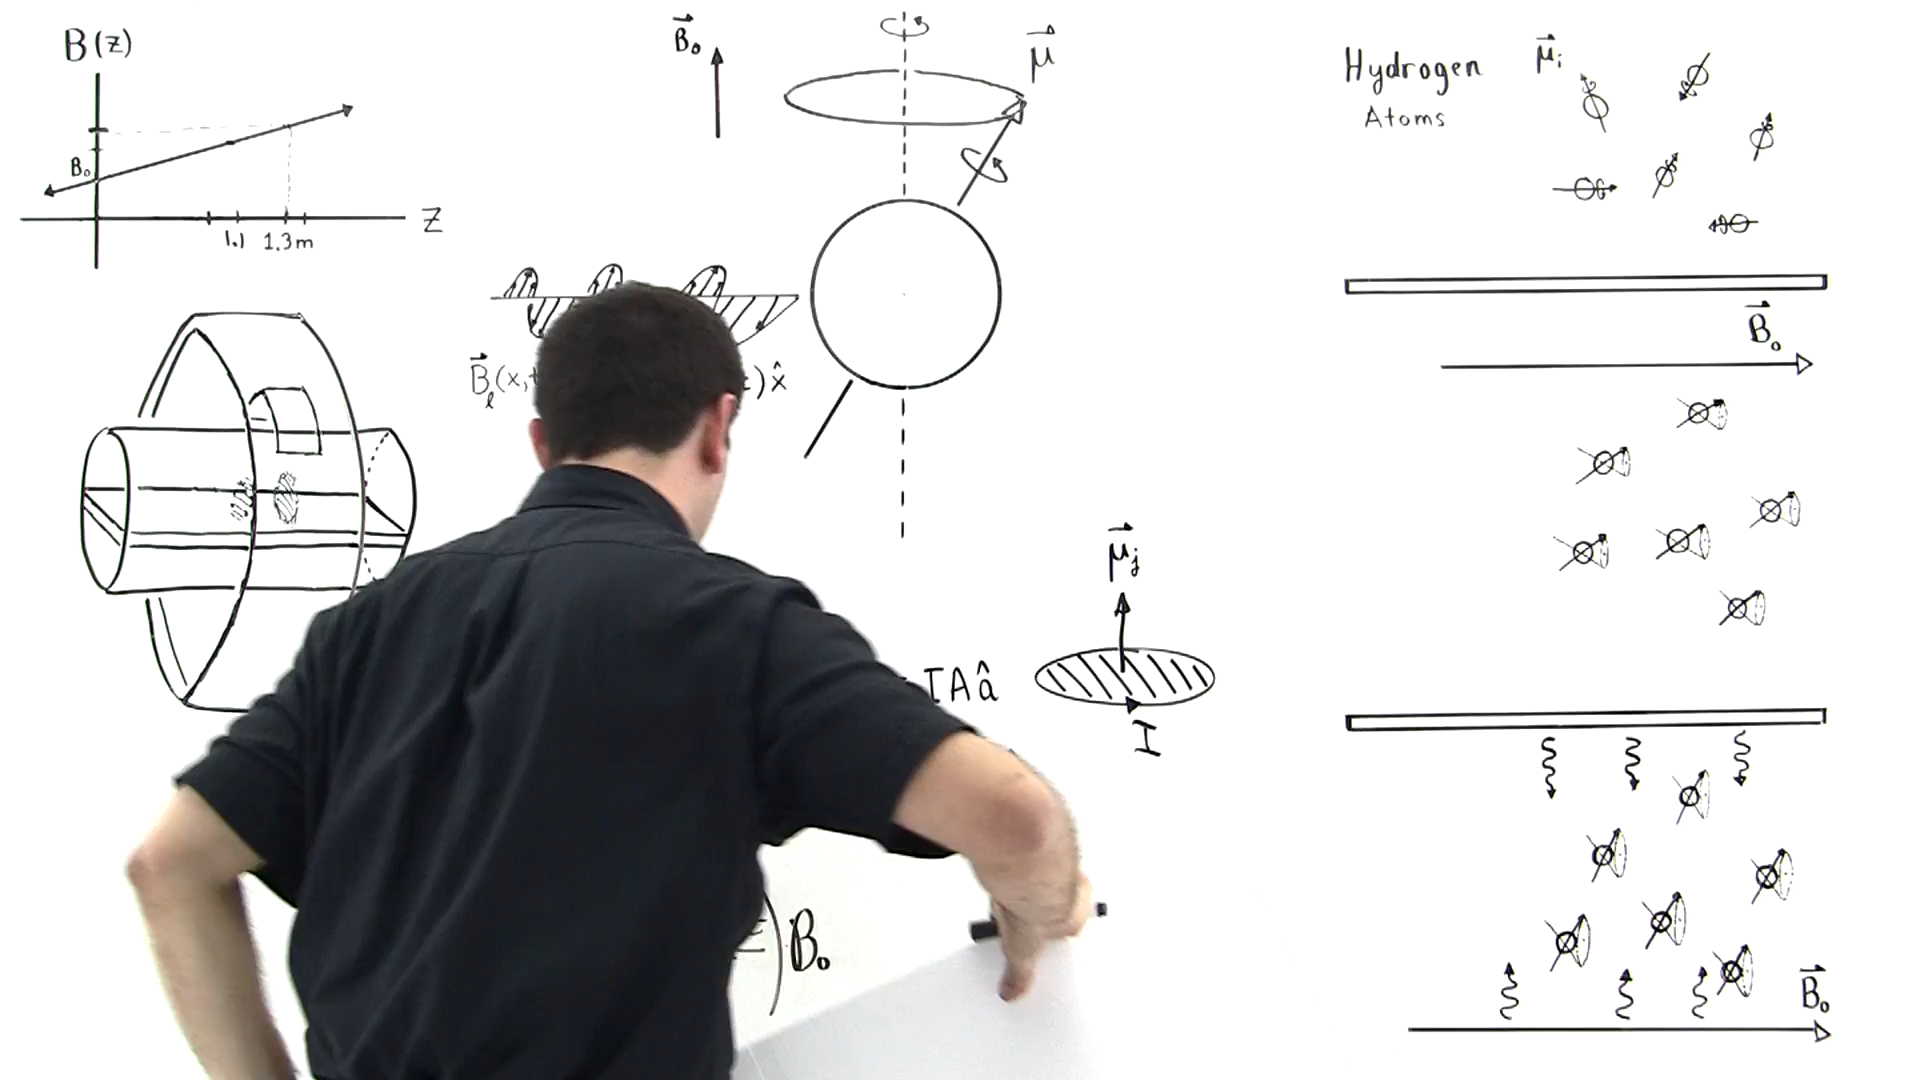 B(z)
B₀
1.1 1.3m
z
B⃗₀
μ⃗
B⃗ℓ(x,
)x̂
μ⃗ⱼ
IAâ
I
)B₀
Hydrogen
Atoms
μ⃗ᵢ
B⃗₀
B⃗₀